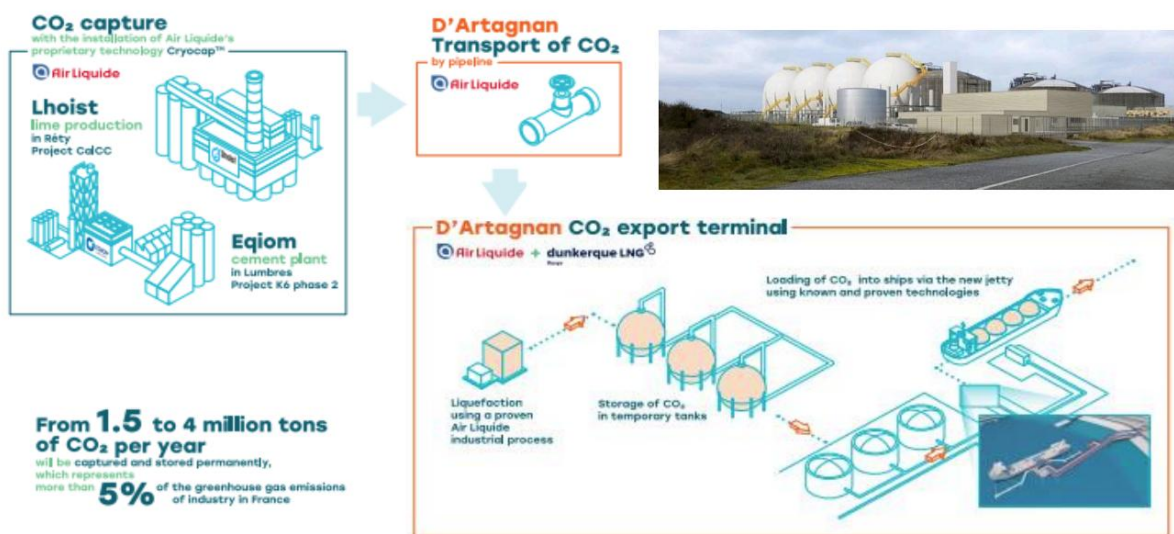 CO₂ capture
with the installation of Air Liquide's
proprietary technology Cryocap™
Air Liquide
Lhoist
lime production
in Réty
Project CalCC
Eqiom
cement plant
in Lumbres
Project K6 phase 2
D'Artagnan
Transport of CO₂
by pipeline
Air Liquide
D'Artagnan CO₂ export terminal
Air Liquide + dunkerque LNG
Loading of CO₂ into ships via the new jetty
using known and proven technologies
Liquefaction
using a proven
Air Liquide
industrial process
Storage of CO₂
in temporary tanks
From 1.5 to 4 million tons
of CO₂ per year
will be captured and stored permanently,
which represents
more than 5% of the greenhouse gas emissions
of industry in France